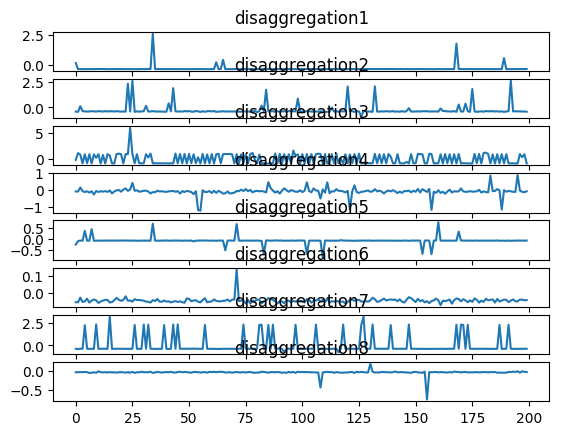 disaggregation1
2.5
0.0
disaggregation2
2.5
0.0
disaggregation3
5
0
disaggregation4
1
0
−1
disaggregation5
0.5
0.0
−0.5
disaggregation6
0.1
0.0
disaggregation7
2.5
0.0
disaggregation8
0.0
−0.5
0 25 50 75 100 125 150 175 200